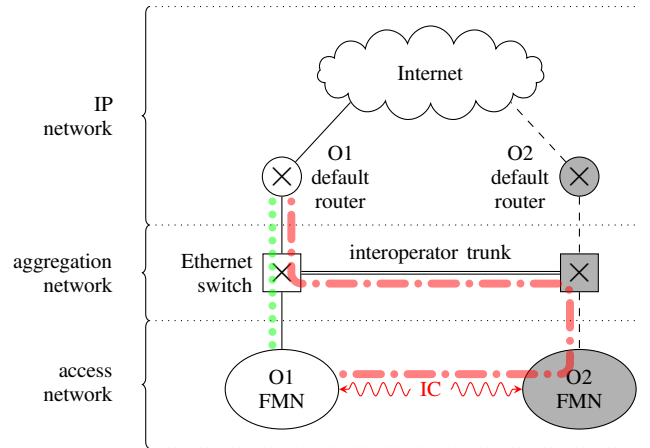 Internet
IP
network
O1
default
router
O2
default
router
aggregation
network
Ethernet
switch
interoperator trunk
access
network
O1
FMN
IC
O2
FMN